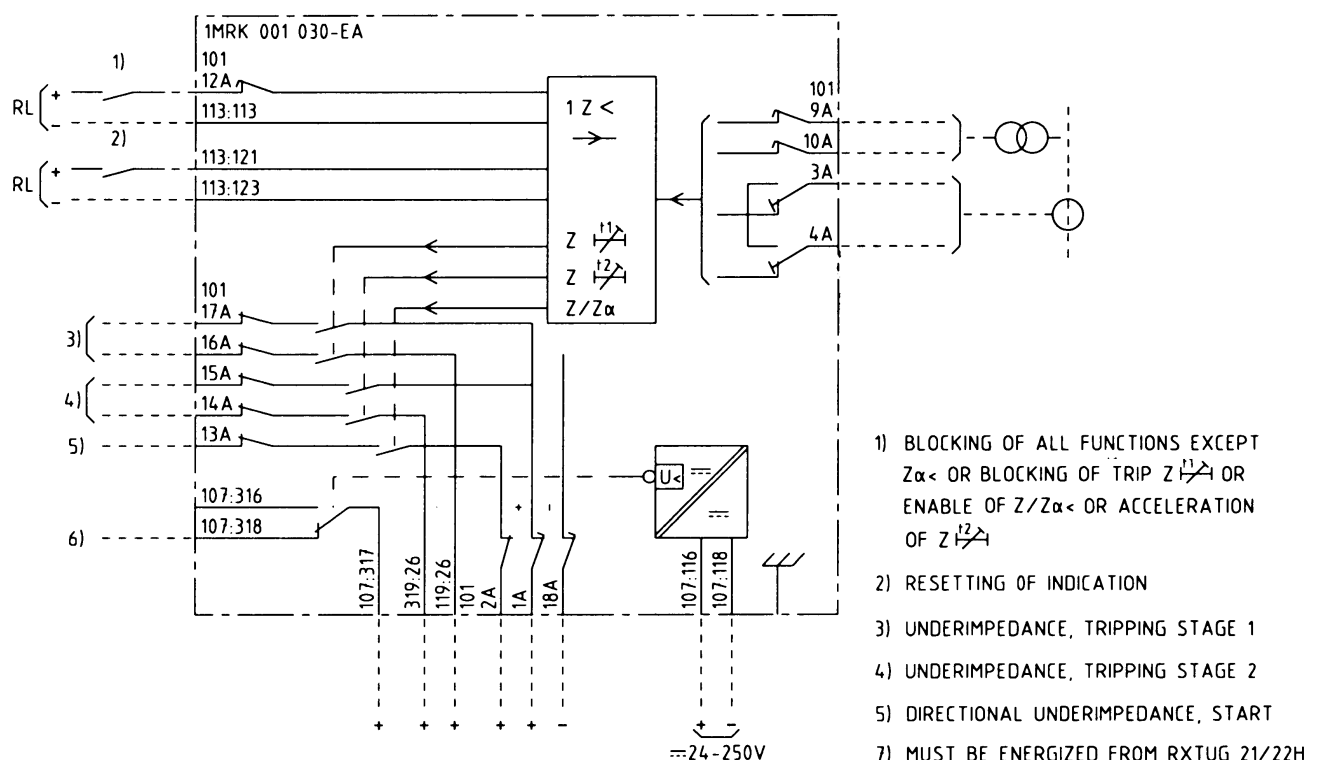 1MRK 001 030-EA
101
12A
1)
RL + -
113:113
2)
113:121
RL + -
113:123
1 Z <
Z t1
Z t2
Z/Zα
101
9A
10A
3A
4A
101
17A
3)
16A
15A
4)
14A
5)
13A
107:316
107:318
6)
U<
+ -
107:317
319:26
119:26
101
2A
1A
18A
107:116
107:118
+ + + + + -
+ -
24-250V
1) BLOCKING OF ALL FUNCTIONS EXCEPT
Zα< OR BLOCKING OF TRIP Z t1 OR
ENABLE OF Z/Zα< OR ACCELERATION
OF Z t2
2) RESETTING OF INDICATION
3) UNDERIMPEDANCE, TRIPPING STAGE 1
4) UNDERIMPEDANCE, TRIPPING STAGE 2
5) DIRECTIONAL UNDERIMPEDANCE, START
7) MUST BE ENERGIZED FROM RXTUG 21/22H